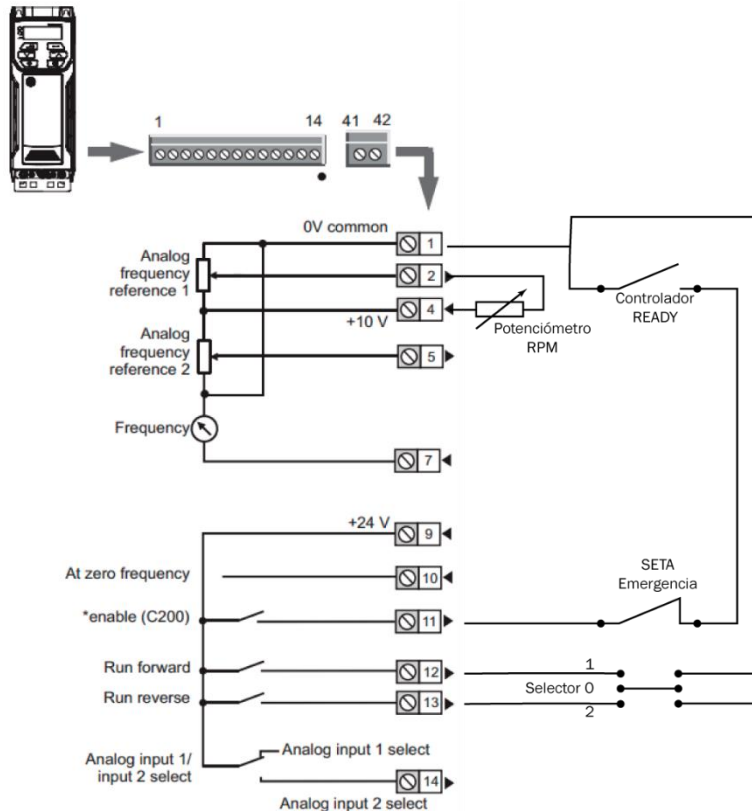 1 14 41 42
0V common
1
Analog
frequency
reference 1
2
4
+10 V
Analog
frequency
reference 2
5
Frequency
7
Controlador
READY
Potenciómetro
RPM
+24 V
9
At zero frequency
10
*enable (C200)
11
SETA
Emergencia
Run forward
12
Run reverse
13
1
Selector 0
2
Analog input 1/
input 2 select
Analog input 1 select
14
Analog input 2 select